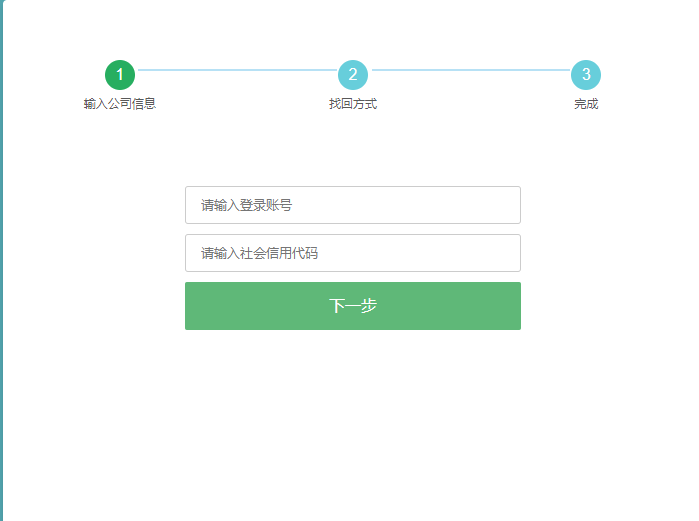 1 2 3
输入公司信息 找回方式 完成
请输入登录账号
请输入社会信用代码
下一步